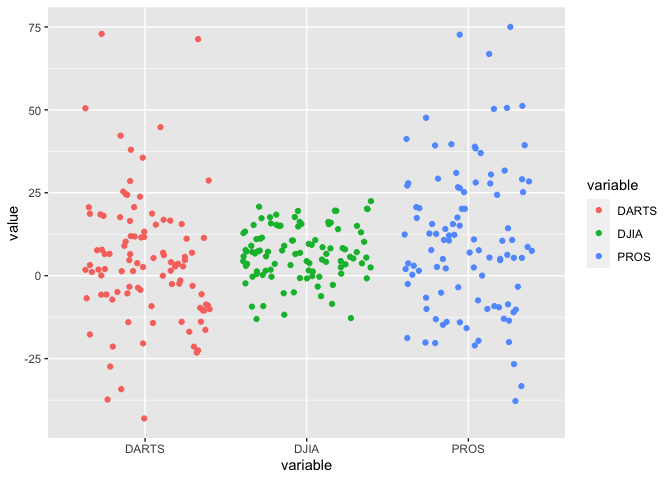 75
50
25
0
-25
value
DARTS
DJIA
PROS
variable
variable
DARTS
DJIA
PROS